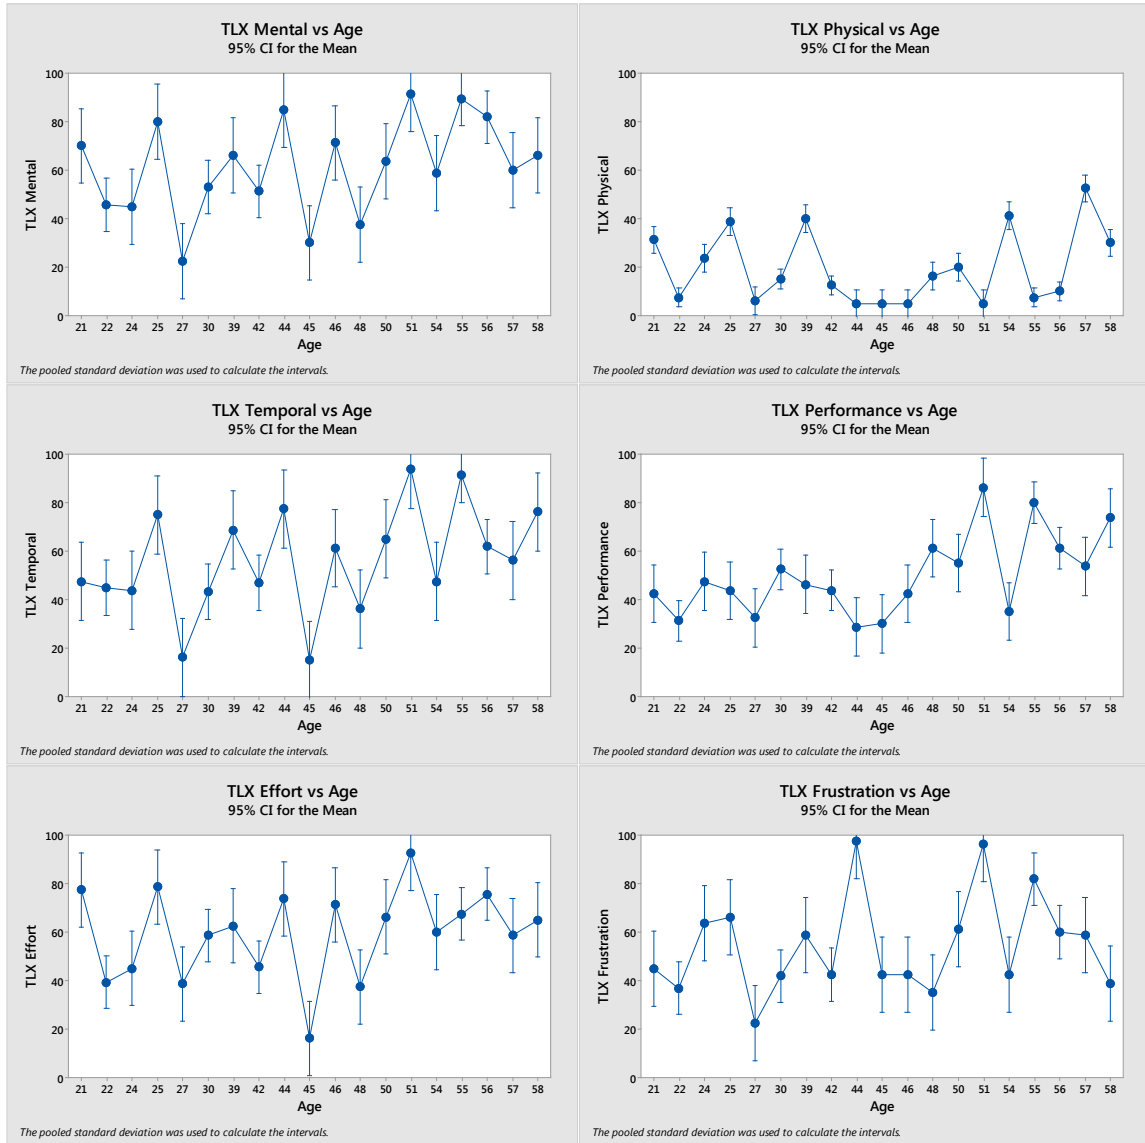 TLX Mental vs Age
95% CI for the Mean
100
80
60
40
20
0
TLX Mental
21 22 24 25 27 30 39 42 44 45 46 48 50 51 54 55 56 57 58
Age
The pooled standard deviation was used to calculate the intervals.
TLX Physical vs Age
95% CI for the Mean
100
80
60
40
20
0
TLX Physical
21 22 24 25 27 30 39 42 44 45 46 48 50 51 54 55 56 57 58
Age
The pooled standard deviation was used to calculate the intervals.
TLX Temporal vs Age
95% CI for the Mean
100
80
60
40
20
0
TLX Temporal
21 22 24 25 27 30 39 42 44 45 46 48 50 51 54 55 56 57 58
Age
The pooled standard deviation was used to calculate the intervals.
TLX Performance vs Age
95% CI for the Mean
100
80
60
40
20
0
TLX Performance
21 22 24 25 27 30 39 42 44 45 46 48 50 51 54 55 56 57 58
Age
The pooled standard deviation was used to calculate the intervals.
TLX Effort vs Age
95% CI for the Mean
100
80
60
40
20
0
TLX Effort
21 22 24 25 27 30 39 42 44 45 46 48 50 51 54 55 56 57 58
Age
The pooled standard deviation was used to calculate the intervals.
TLX Frustration vs Age
95% CI for the Mean
100
80
60
40
20
0
TLX Frustration
21 22 24 25 27 30 39 42 44 45 46 48 50 51 54 55 56 57 58
Age
The pooled standard deviation was used to calculate the intervals.